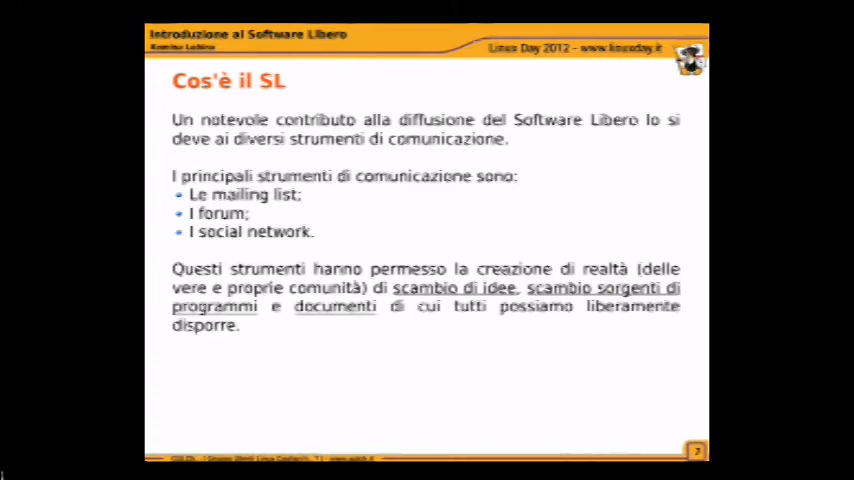 Introduzione al Software Libero
Linux Day 2012 - www.linuxday.it
Cos'è il SL
Un notevole contributo alla diffusione del Software Libero lo si
deve ai diversi strumenti di comunicazione.
I principali strumenti di comunicazione sono:
• Le mailing list;
• I forum;
• I social network.
Questi strumenti hanno permesso la creazione di realtà (delle
vere e proprie comunità) di scambio di idee, scambio sorgenti di
programmi e documenti di cui tutti possiamo liberamente
disporre.
7